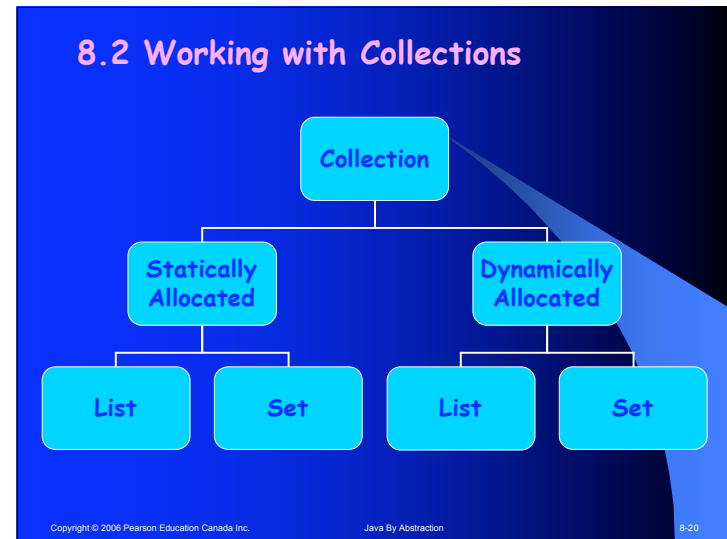 8.2 Working with Collections
Collection
Statically
Allocated
Dynamically
Allocated
List
Set
List
Set
Copyright © 2006 Pearson Education Canada Inc.
Java By Abstraction
8-20